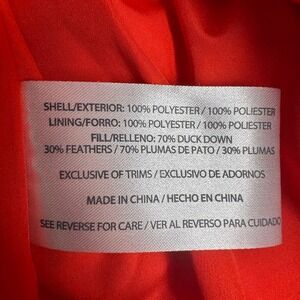 SHELL/EXTERIOR: 100% POLYESTER / 100% POLIESTER
LINING/FORRO: 100% POLYESTER / 100% POLIESTER
FILL/RELLENO: 70% DUCK DOWN
30% FEATHERS / 70% PLUMAS DE PATO / 30% PLUMAS
EXCLUSIVE OF TRIMS / EXCLUSIVO DE ADORNOS
MADE IN CHINA / HECHO EN CHINA
SEE REVERSE FOR CARE / VER AL REVERSO PARA CUIDADO